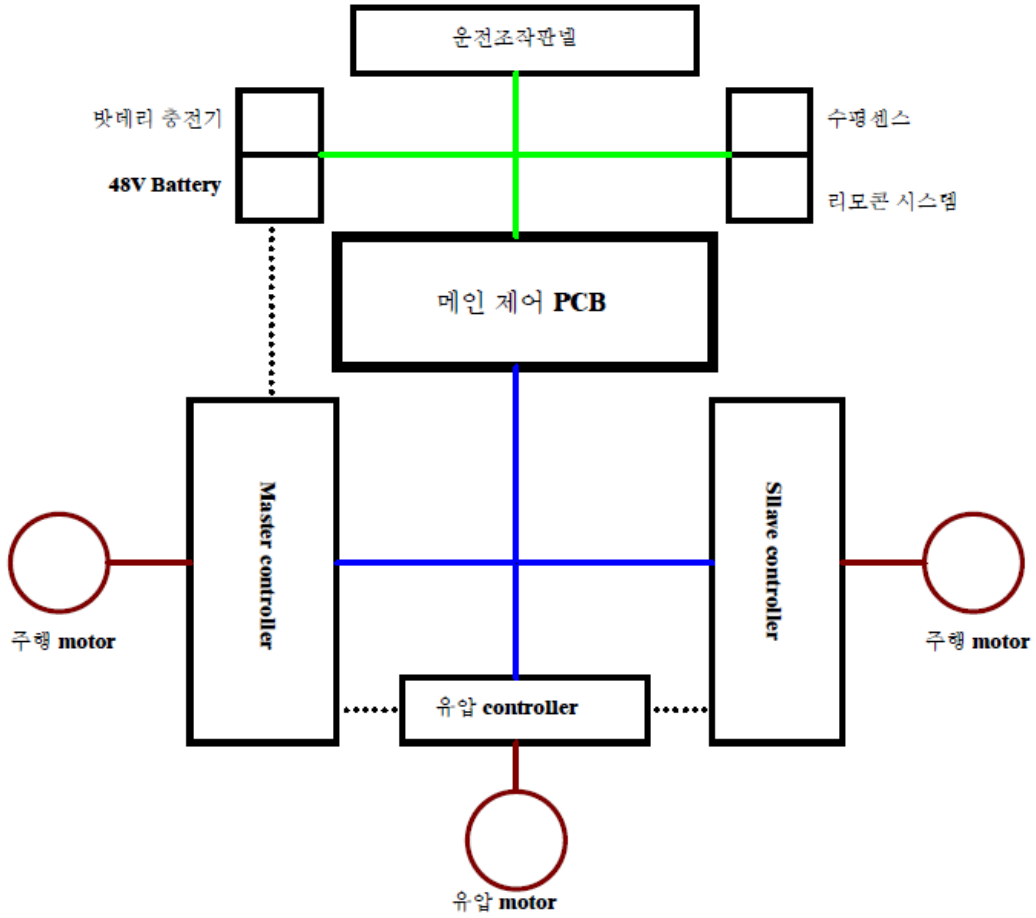 운전조작판넬
밧데리 충전기
수평센스
48V Battery
리모콘 시스템
메인 제어 PCB
Master controller
Sllave controller
주행 motor
주행 motor
유압 controller
유압 motor